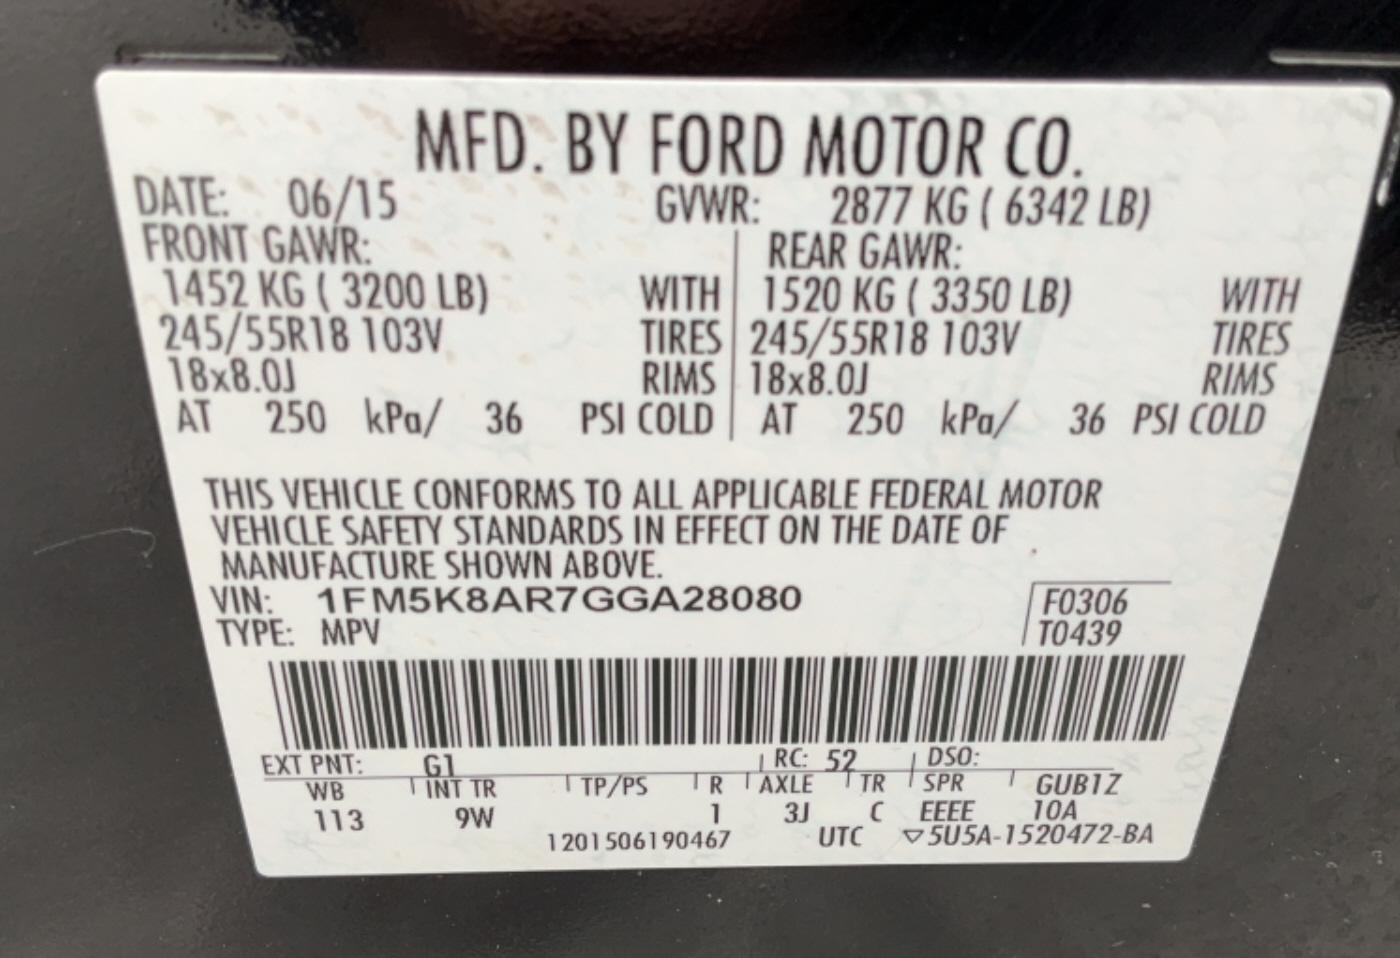 MFD. BY FORD MOTOR CO.
DATE: 06/15 GVWR: 2877 KG ( 6342 LB)
FRONT GAWR: REAR GAWR:
1452 KG ( 3200 LB) WITH 1520 KG ( 3350 LB) WITH
245/55R18 103V TIRES 245/55R18 103V TIRES
18x8.0J RIMS 18x8.0J RIMS
AT 250 kPa/ 36 PSI COLD AT 250 kPa/ 36 PSI COLD
THIS VEHICLE CONFORMS TO ALL APPLICABLE FEDERAL MOTOR
VEHICLE SAFETY STANDARDS IN EFFECT ON THE DATE OF
MANUFACTURE SHOWN ABOVE.
VIN: 1FM5K8AR7GGA28080 F0306
TYPE: MPV T0439
EXT PNT: G1 RC: 52 DSO:
WB INT TR TP/PS R AXLE TR SPR GUB1Z
113 9W 1 3J C EEEE 10A
1201506190467 UTC ▽5U5A-1520472-BA